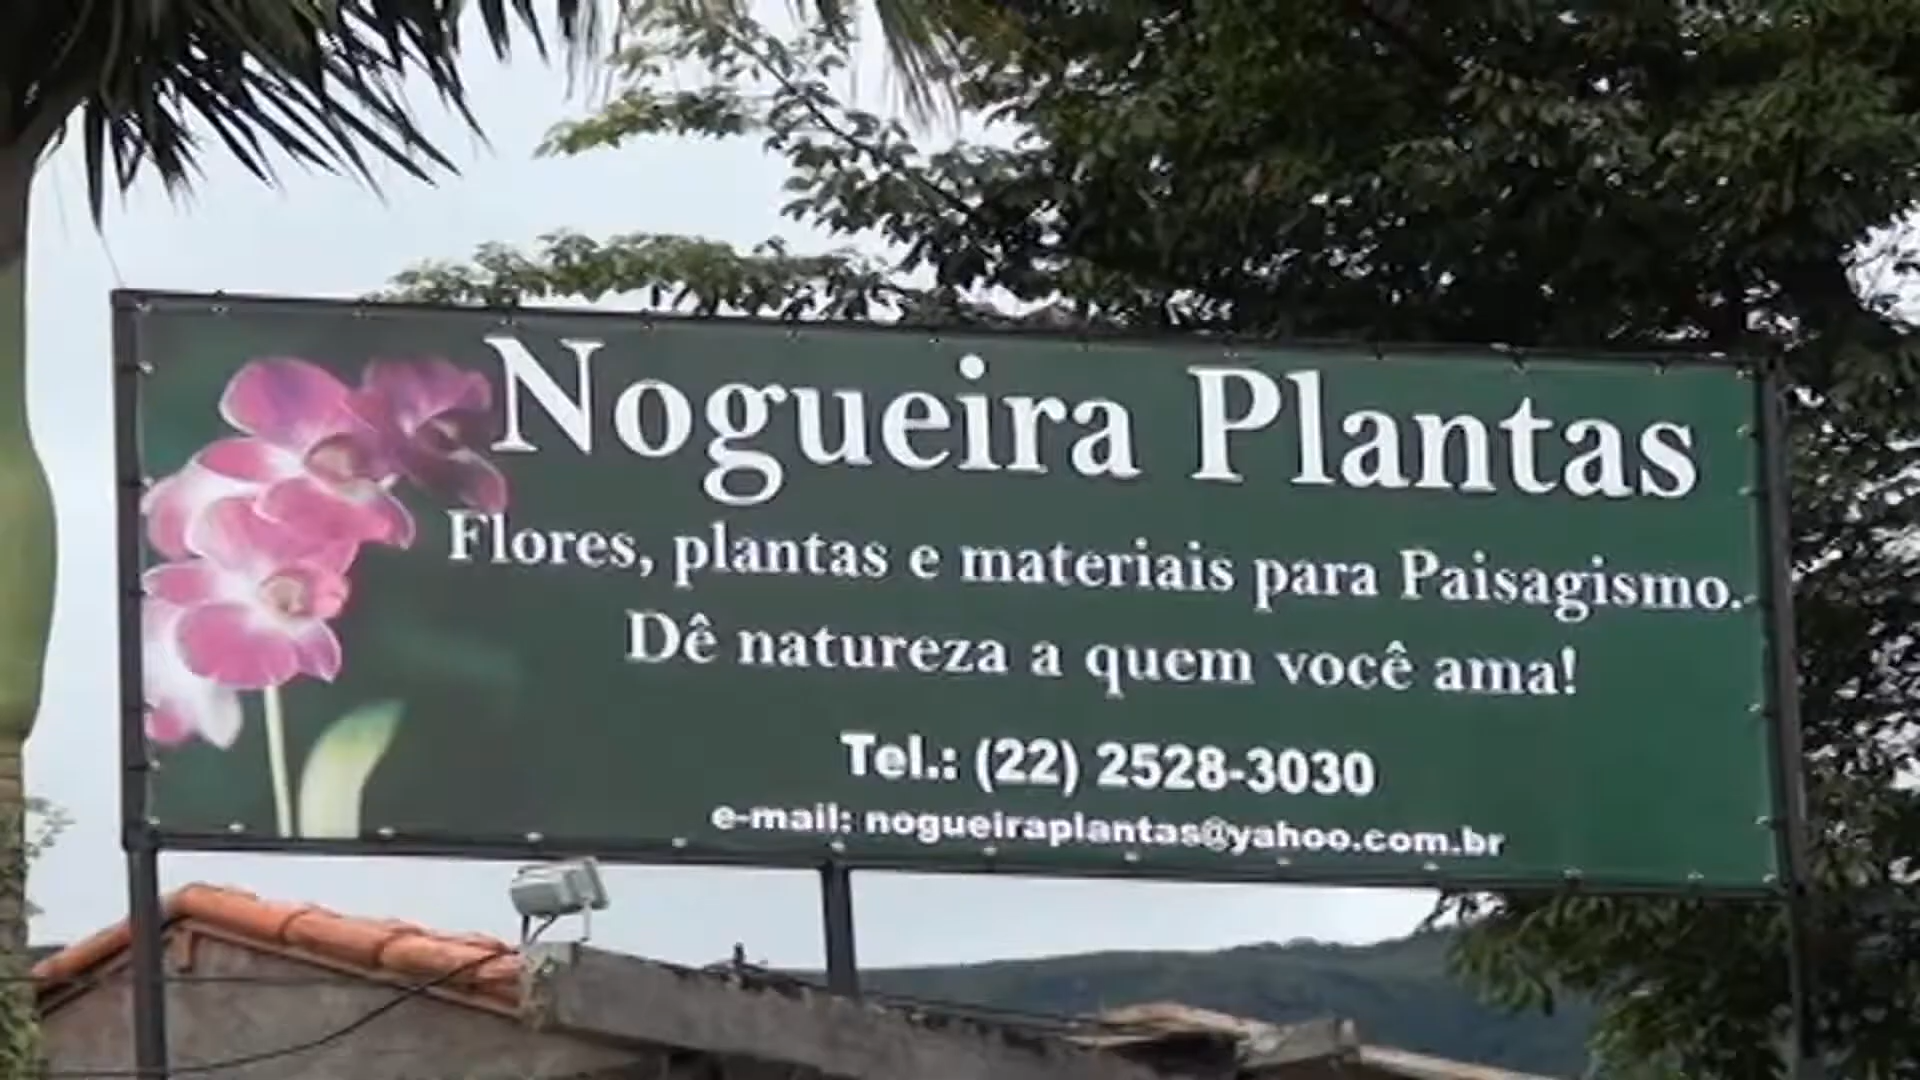 Nogueira Plantas
Flores, plantas e materiais para Paisagismo.
Dê natureza a quem você ama!
Tel.: (22) 2528-3030
e-mail: nogueiraplantas@yahoo.com.br